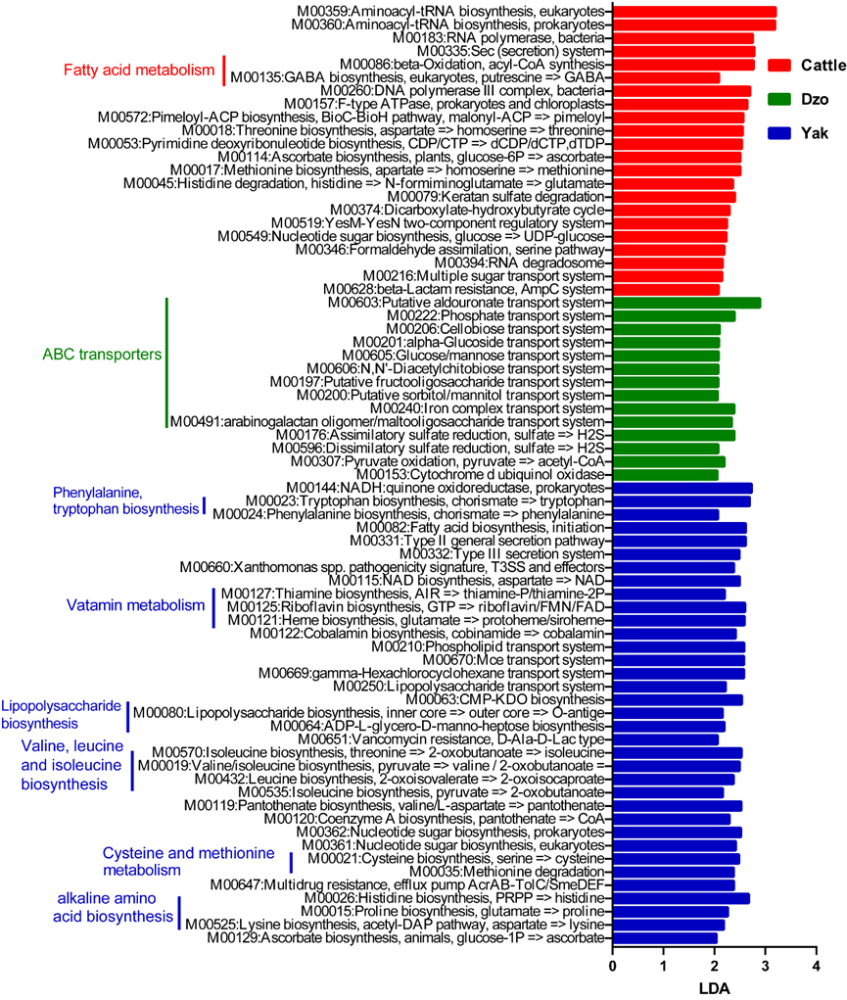 M00359:Aminoacyl-tRNA biosynthesis, eukaryotes
M00360:Aminoacyl-tRNA biosynthesis, prokaryotes
M00183:RNA polymerase, bacteria
M00335:Sec (secretion) system
M00086:beta-Oxidation, acyl-CoA synthesis
Fatty acid metabolism
M00135:GABA biosynthesis, eukaryotes, putrescine => GABA
M00260:DNA polymerase III complex, bacteria
M00157:F-type ATPase, prokaryotes and chloroplasts
M00572:Pimeloyl-ACP biosynthesis, BioC-BioH pathway, malonyl-ACP => pimeloyl
M00018:Threonine biosynthesis, aspartate => homoserine => threonine
M00053:Pyrimidine deoxyribonuleotide biosynthesis, CDP/CTP => dCDP/dCTP,dTDP
M00114:Ascorbate biosynthesis, plants, glucose-6P => ascorbate
M00017:Methionine biosynthesis, apartate => homoserine => methionine
M00045:Histidine degradation, histidine => N-formiminoglutamate => glutamate
M00079:Keratan sulfate degradation
M00374:Dicarboxylate-hydroxybutyrate cycle
M00519:YesM-YesN two-component regulatory system
M00549:Nucleotide sugar biosynthesis, glucose => UDP-glucose
M00346:Formaldehyde assimilation, serine pathway
M00394:RNA degradosome
M00216:Multiple sugar transport system
M00628:beta-Lactam resistance, AmpC system
Cattle
Dzo
Yak
M00603:Putative aldouronate transport system
M00222:Phosphate transport system
M00206:Cellobiose transport system
M00201:alpha-Glucoside transport system
ABC transporters
M00605:Glucose/mannose transport system
M00606:N,N'-Diacetylchitobiose transport system
M00197:Putative fructooligosaccharide transport system
M00200:Putative sorbitol/mannitol transport system
M00240:Iron complex transport system
M00491:arabinogalactan oligomer/maltooligosaccharide transport system
M00176:Assimilatory sulfate reduction, sulfate => H2S
M00596:Dissimilatory sulfate reduction, sulfate => H2S
M00307:Pyruvate oxidation, pyruvate => acetyl-CoA
M00153:Cytochrome d ubiquinol oxidase
M00144:NADH:quinone oxidoreductase, prokaryotes
Phenylalanine,
tryptophan biosynthesis
M00023:Tryptophan biosynthesis, chorismate => tryptophan
M00024:Phenylalanine biosynthesis, chorismate => phenylalanine
M00082:Fatty acid biosynthesis, initiation
M00331:Type II general secretion pathway
M00332:Type III secretion system
M00660:Xanthomonas spp. pathogenicity signature, T3SS and effectors
M00115:NAD biosynthesis, aspartate => NAD
Vatamin metabolism
M00127:Thiamine biosynthesis, AIR => thiamine-P/thiamine-2P
M00125:Riboflavin biosynthesis, GTP => riboflavin/FMN/FAD
M00121:Heme biosynthesis, glutamate => protoheme/siroheme
M00122:Cobalamin biosynthesis, cobinamide => cobalamin
M00210:Phospholipid transport system
M00670:Mce transport system
M00669:gamma-Hexachlorocyclohexane transport system
M00250:Lipopolysaccharide transport system
M00063:CMP-KDO biosynthesis
Lipopolysaccharide
biosynthesis
M00080:Lipopolysaccharide biosynthesis, inner core => outer core => O-antige
M00064:ADP-L-glycero-D-manno-heptose biosynthesis
M00651:Vancomycin resistance, D-Ala-D-Lac type
Valine, leucine
and isoleucine
biosynthesis
M00570:Isoleucine biosynthesis, threonine => 2-oxobutanoate => isoleucine
M00019:Valine/isoleucine biosynthesis, pyruvate => valine / 2-oxobutanoate =
M00432:Leucine biosynthesis, 2-oxoisovalerate => 2-oxoisocaproate
M00535:Isoleucine biosynthesis, pyruvate => 2-oxobutanoate
M00119:Pantothenate biosynthesis, valine/L-aspartate => pantothenate
M00120:Coenzyme A biosynthesis, pantothenate => CoA
M00362:Nucleotide sugar biosynthesis, prokaryotes
M00361:Nucleotide sugar biosynthesis, eukaryotes
Cysteine and methionine
metabolism
M00021:Cysteine biosynthesis, serine => cysteine
M00035:Methionine degradation
M00647:Multidrug resistance, efflux pump AcrAB-TolC/SmeDEF
alkaline amino
acid biosynthesis
M00026:Histidine biosynthesis, PRPP => histidine
M00015:Proline biosynthesis, glutamate => proline
M00525:Lysine biosynthesis, acetyl-DAP pathway, aspartate => lysine
M00129:Ascorbate biosynthesis, animals, glucose-1P => ascorbate
0 1 2 3 4
LDA